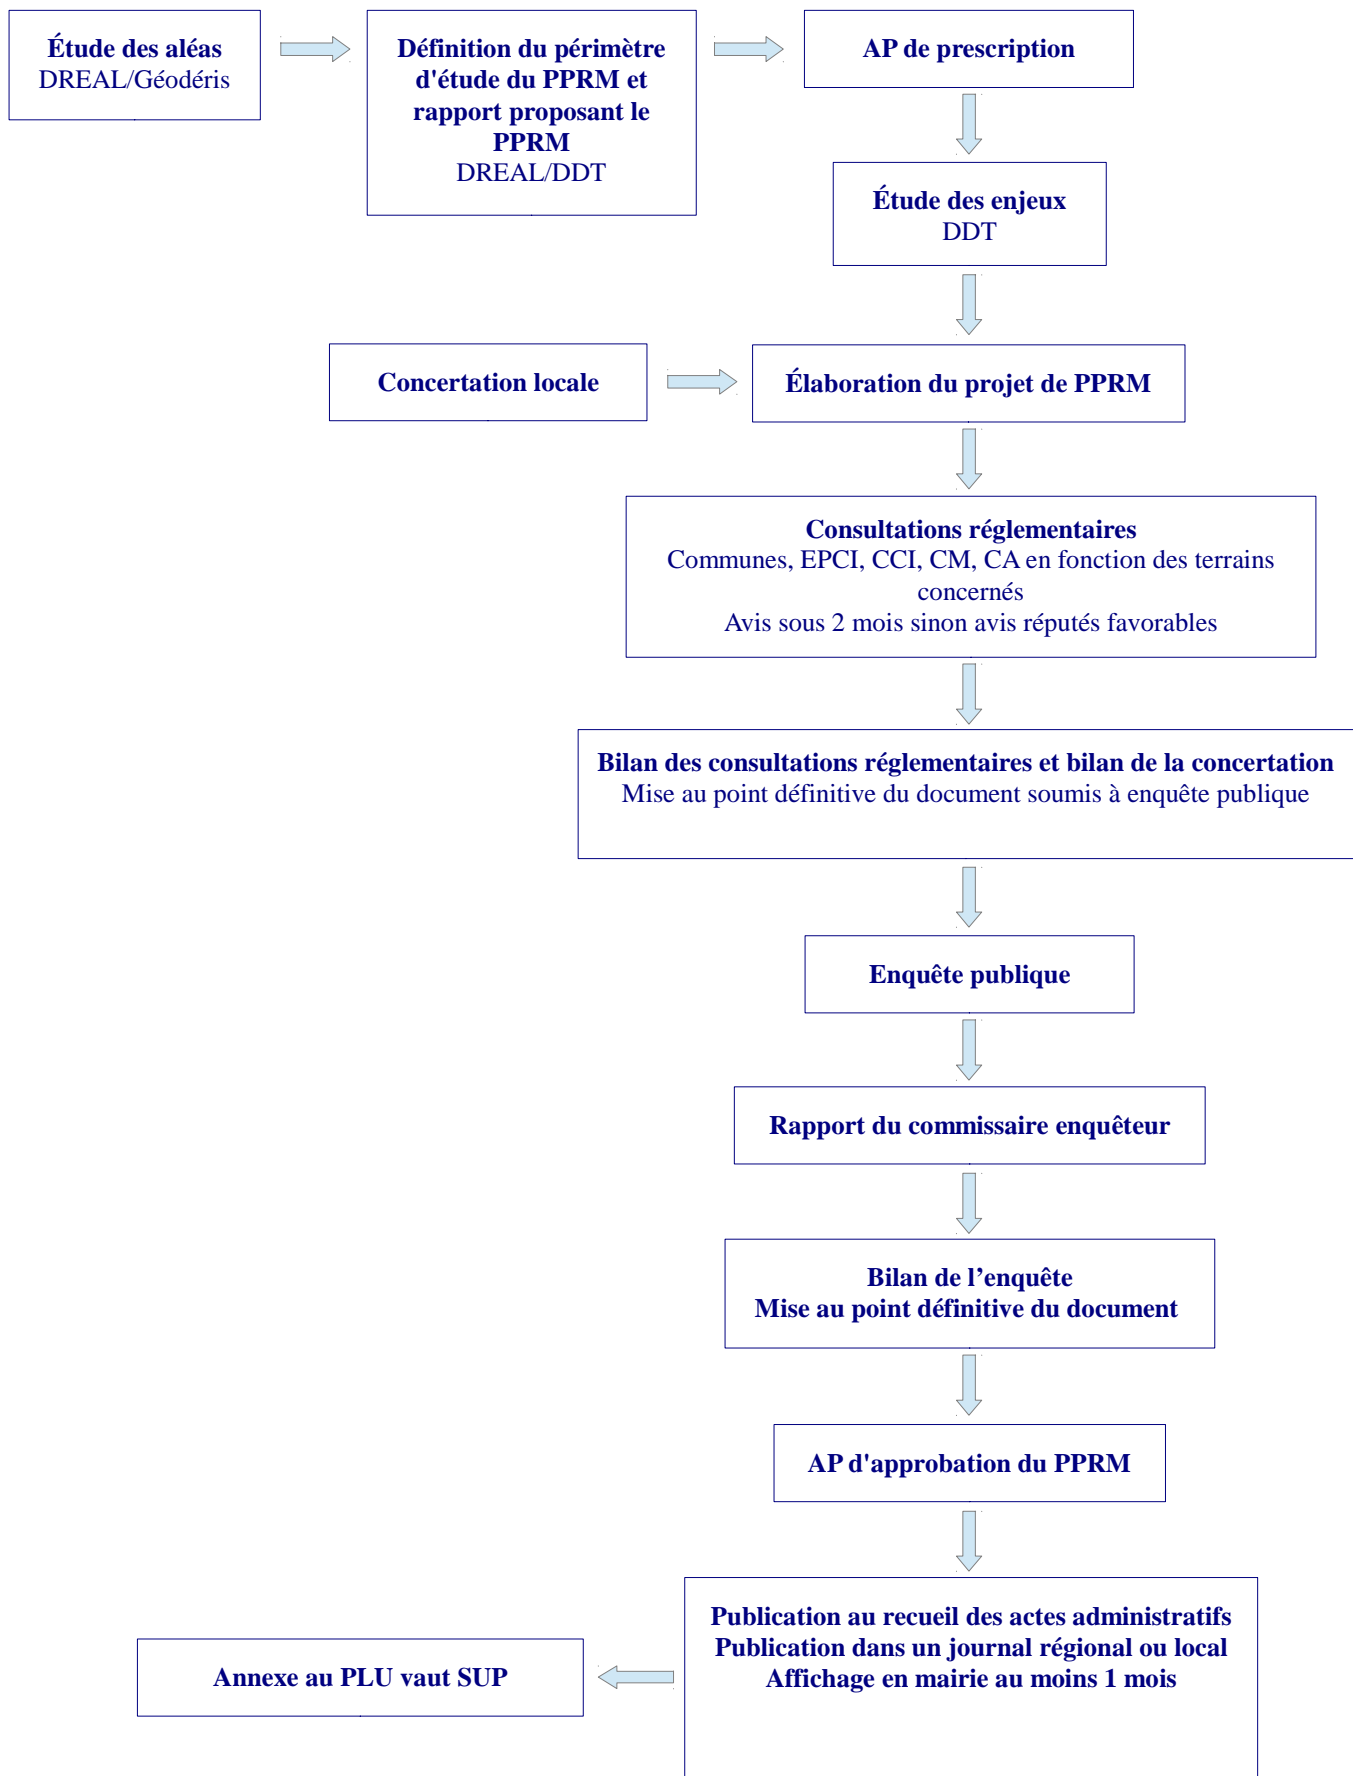 Étude des aléas
DREAL/Géodéris
Définition du périmètre
d'étude du PPRM et
rapport proposant le
PPRM
DREAL/DDT
AP de prescription
Étude des enjeux
DDT
Concertation locale
Élaboration du projet de PPRM
Consultations réglementaires
Communes, EPCI, CCI, CM, CA en fonction des terrains
concernés
Avis sous 2 mois sinon avis réputés favorables
Bilan des consultations réglementaires et bilan de la concertation
Mise au point définitive du document soumis à enquête publique
Enquête publique
Rapport du commissaire enquêteur
Bilan de l’enquête
Mise au point définitive du document
AP d'approbation du PPRM
Publication au recueil des actes administratifs
Publication dans un journal régional ou local
Affichage en mairie au moins 1 mois
Annexe au PLU vaut SUP